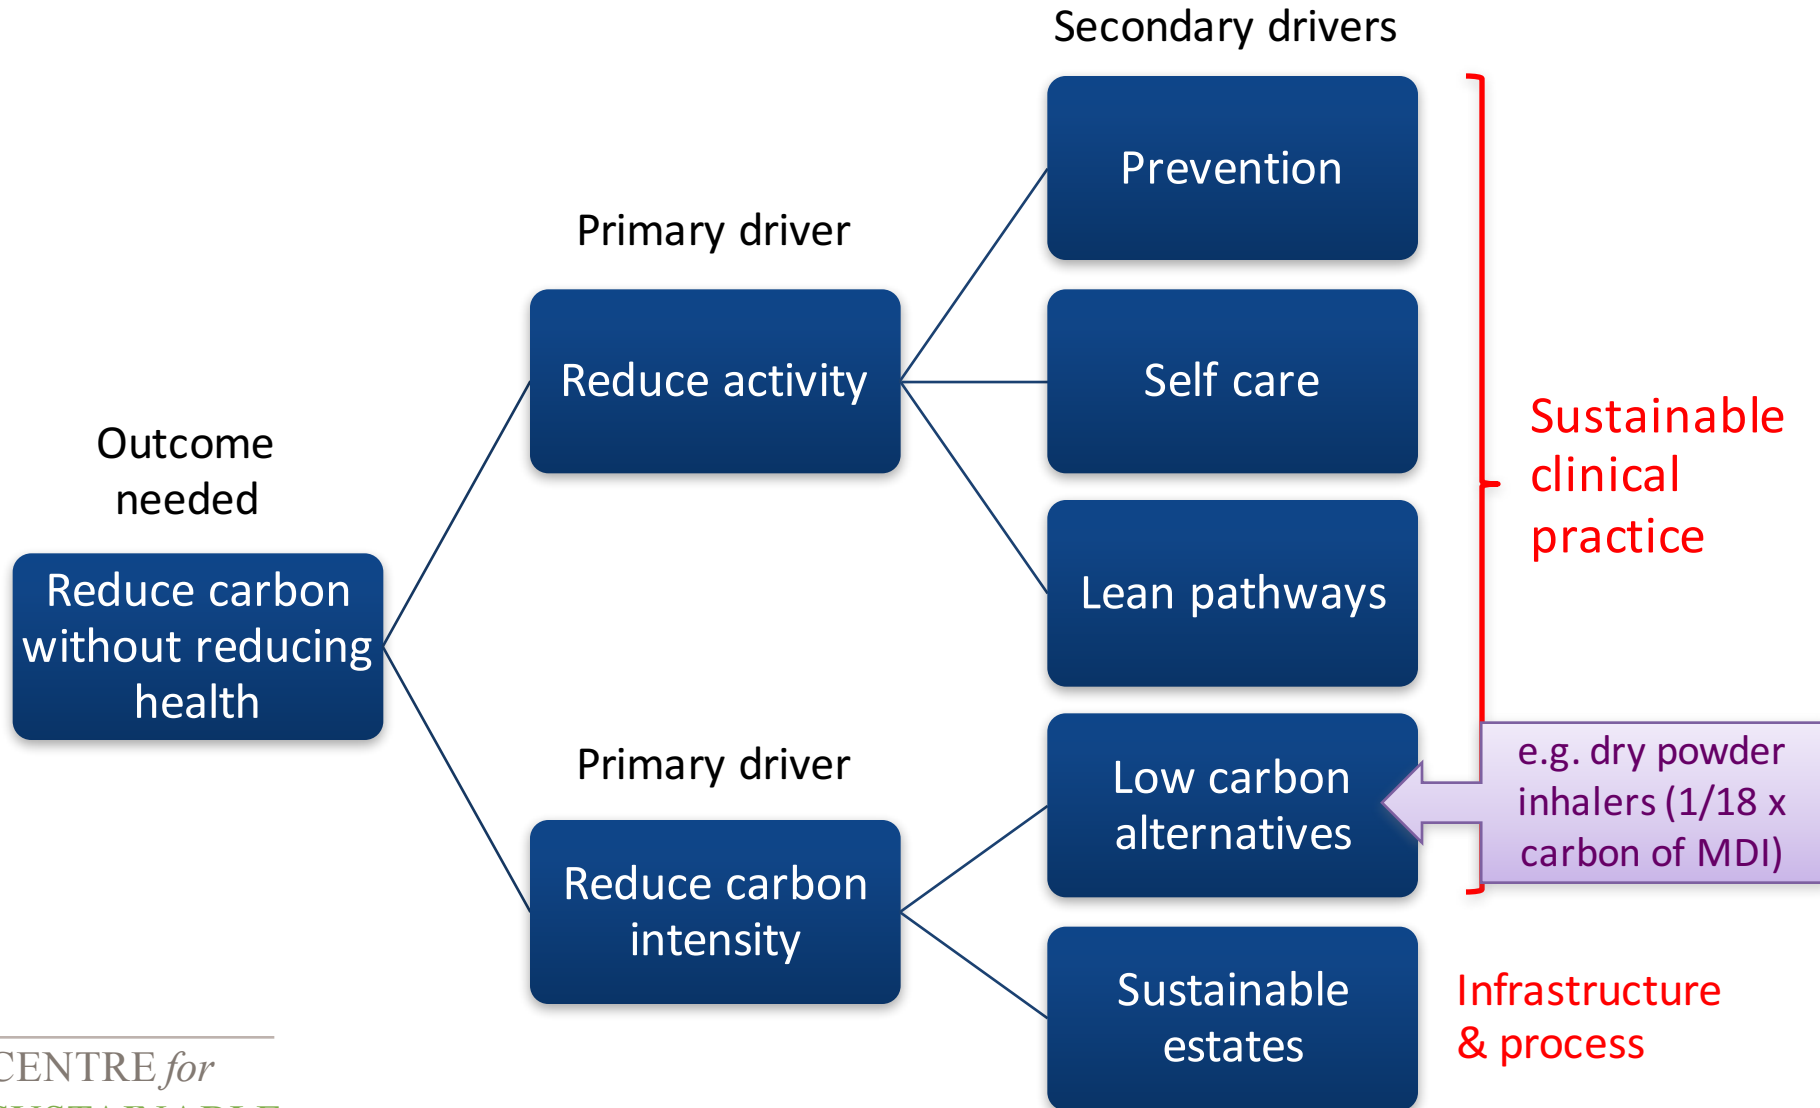 Secondary drivers
Prevention
Primary driver
Reduce activity
Self care
Outcome
needed
Sustainable
clinical
practice
Reduce carbon
without reducing
health
Lean pathways
Primary driver
Low carbon
alternatives
e.g. dry powder
inhalers (1/18 x
carbon of MDI)
Reduce carbon
intensity
Sustainable
estates
Infrastructure
& process
CENTRE for
SUSTAINABLE